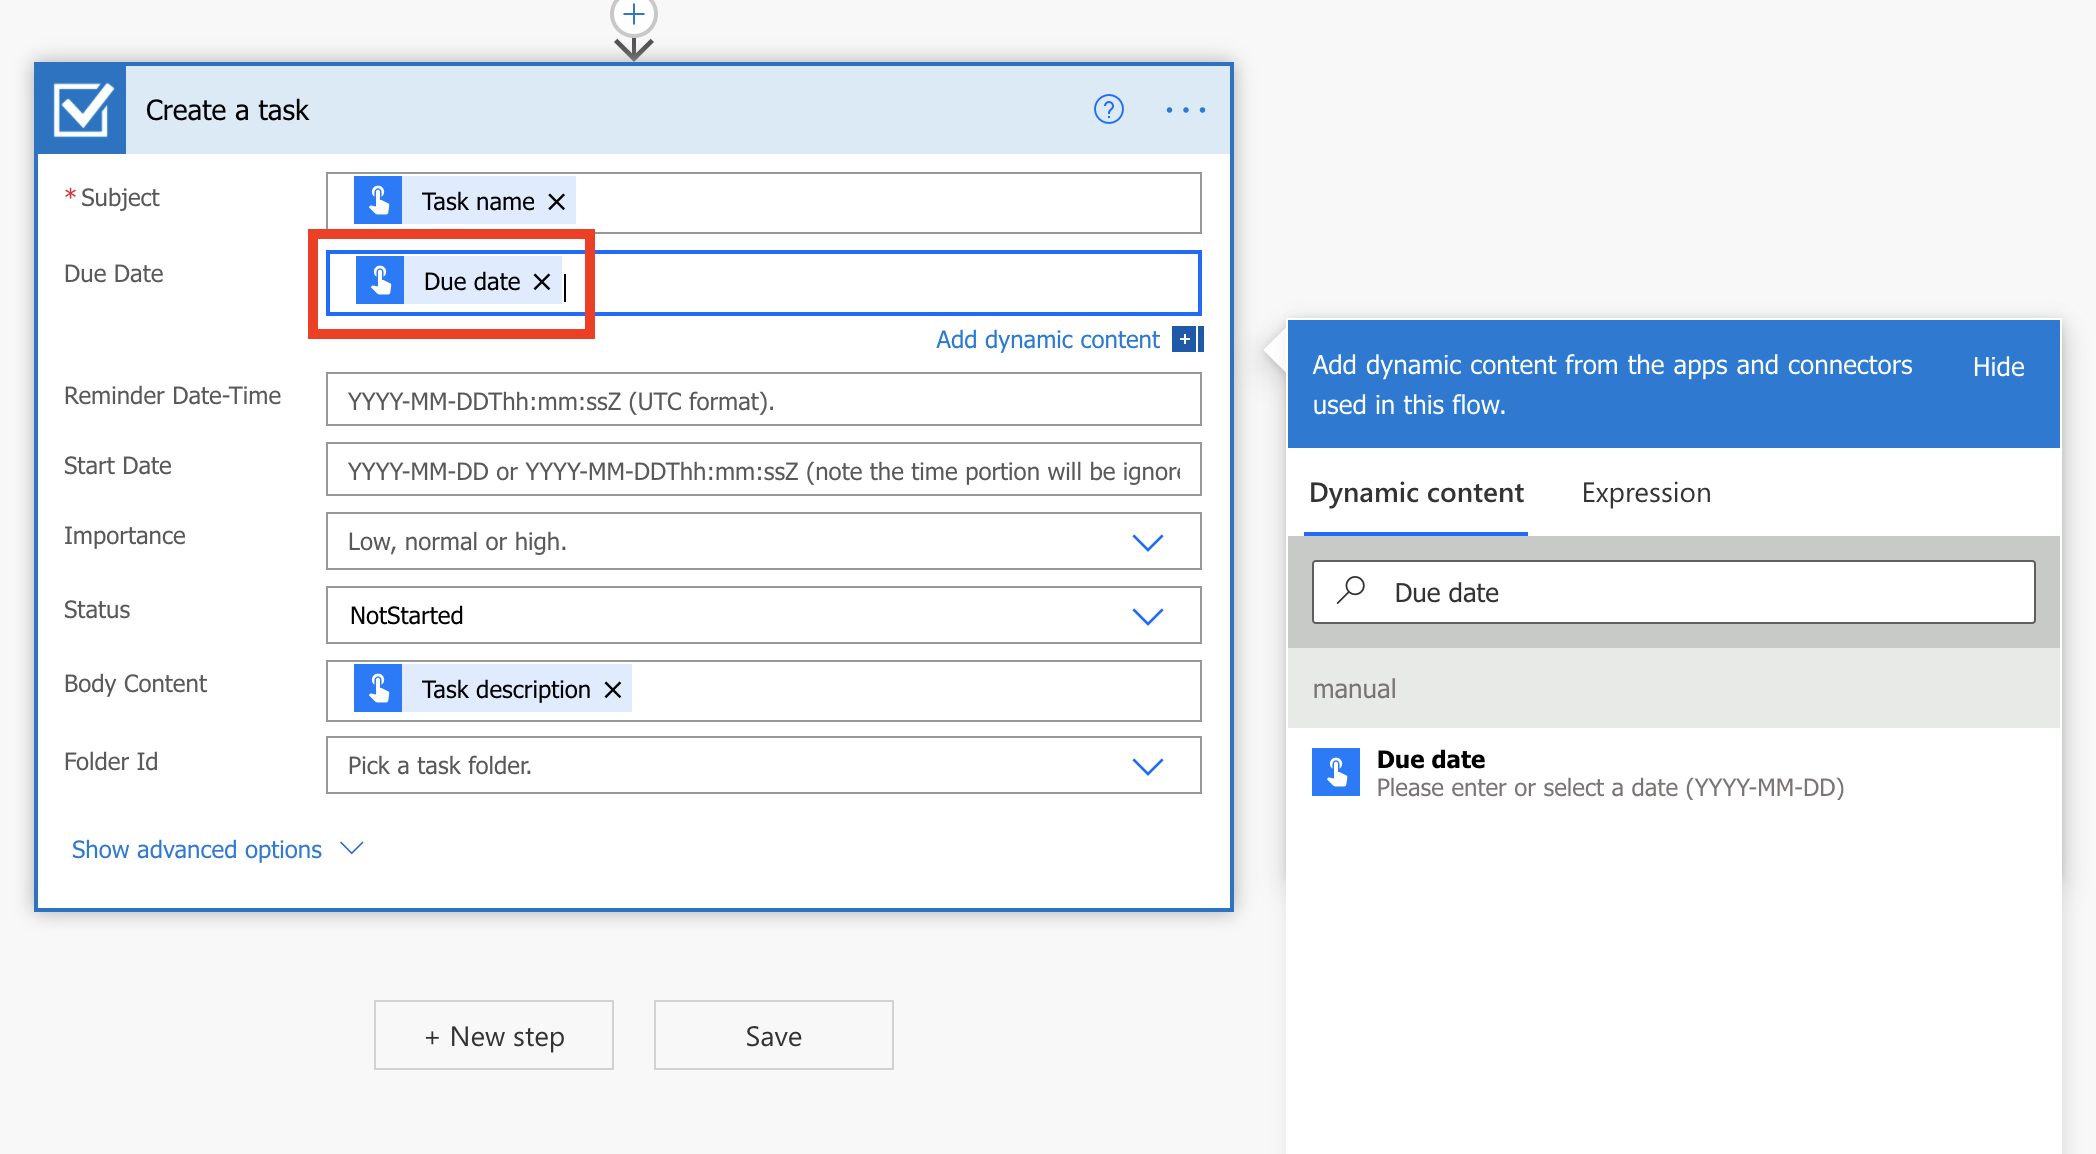 Create a task
?
* Subject
Task name
Due Date
Due date
Add dynamic content
Reminder Date-Time
YYYY-MM-DDThh:mm:ssZ (UTC format).
Start Date
YYYY-MM-DD or YYYY-MM-DDThh:mm:ssZ (note the time portion will be ignore
Importance
Low, normal or high.
Status
NotStarted
Body Content
Task description
Folder Id
Pick a task folder.
Show advanced options
+ New step
Save
Add dynamic content from the apps and connectors
used in this flow.
Hide
Dynamic content
Expression
Due date
manual
Due date
Please enter or select a date (YYYY-MM-DD)